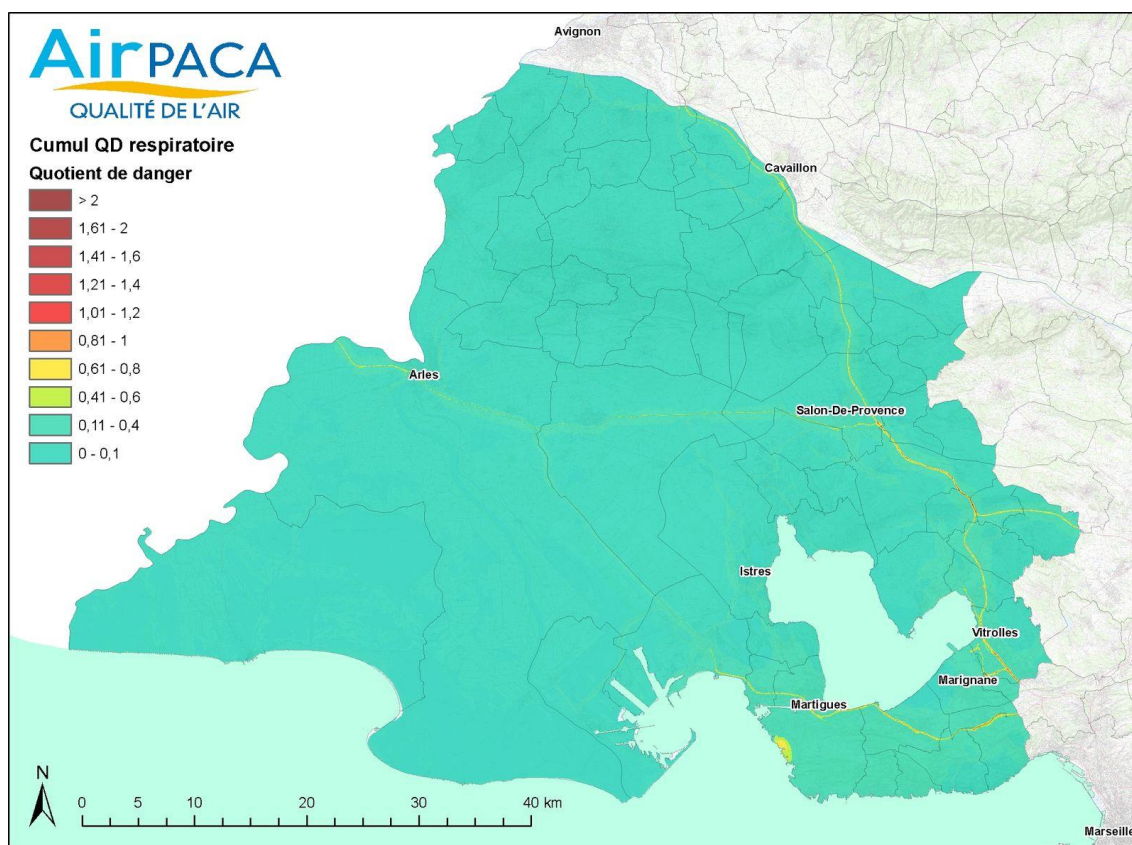 AirPACA
QUALITÉ DE L'AIR
Cumul QD respiratoire
Quotient de danger
> 2
1,61 - 2
1,41 - 1,6
1,21 - 1,4
1,01 - 1,2
0,81 - 1
0,61 - 0,8
0,41 - 0,6
0,11 - 0,4
0 - 0,1
Avignon
Cavaillon
Arles
Salon-De-Provence
Istres
Vitrolles
Marignane
Martigues
Marseille
N
0 5 10 20 30 40 km